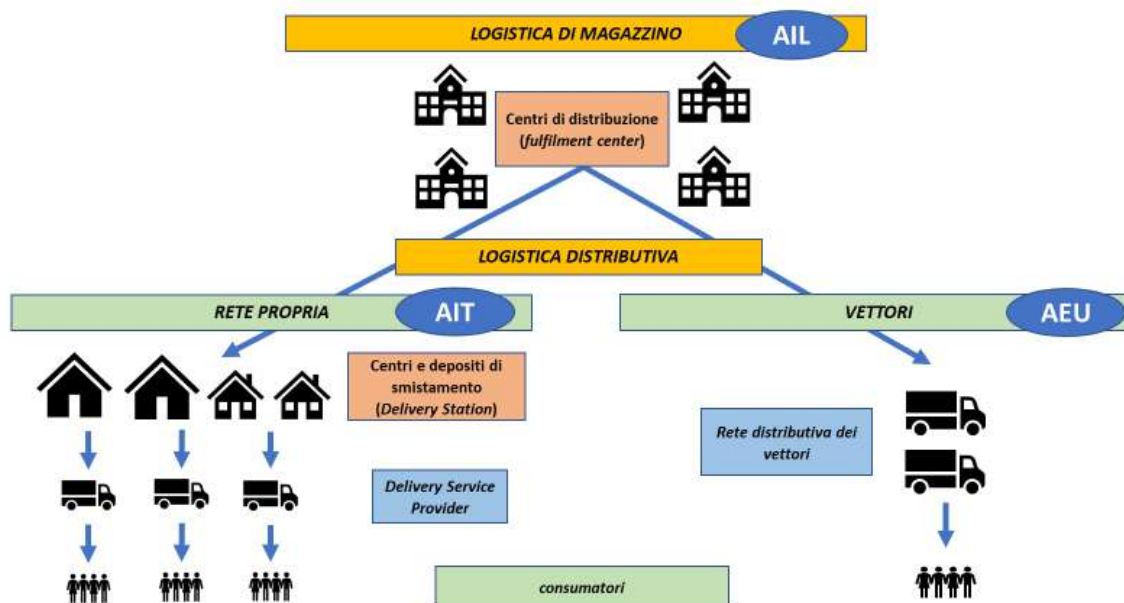 LOGISTICA DI MAGAZZINO
AIL
Centri di distribuzione
(fulfilment center)
LOGISTICA DISTRIBUTIVA
RETE PROPRIA
AIT
VETTORI
AEU
Centri e depositi di
smistamento
(Delivery Station)
Rete distributiva dei
vettori
Delivery Service
Provider
consumatori